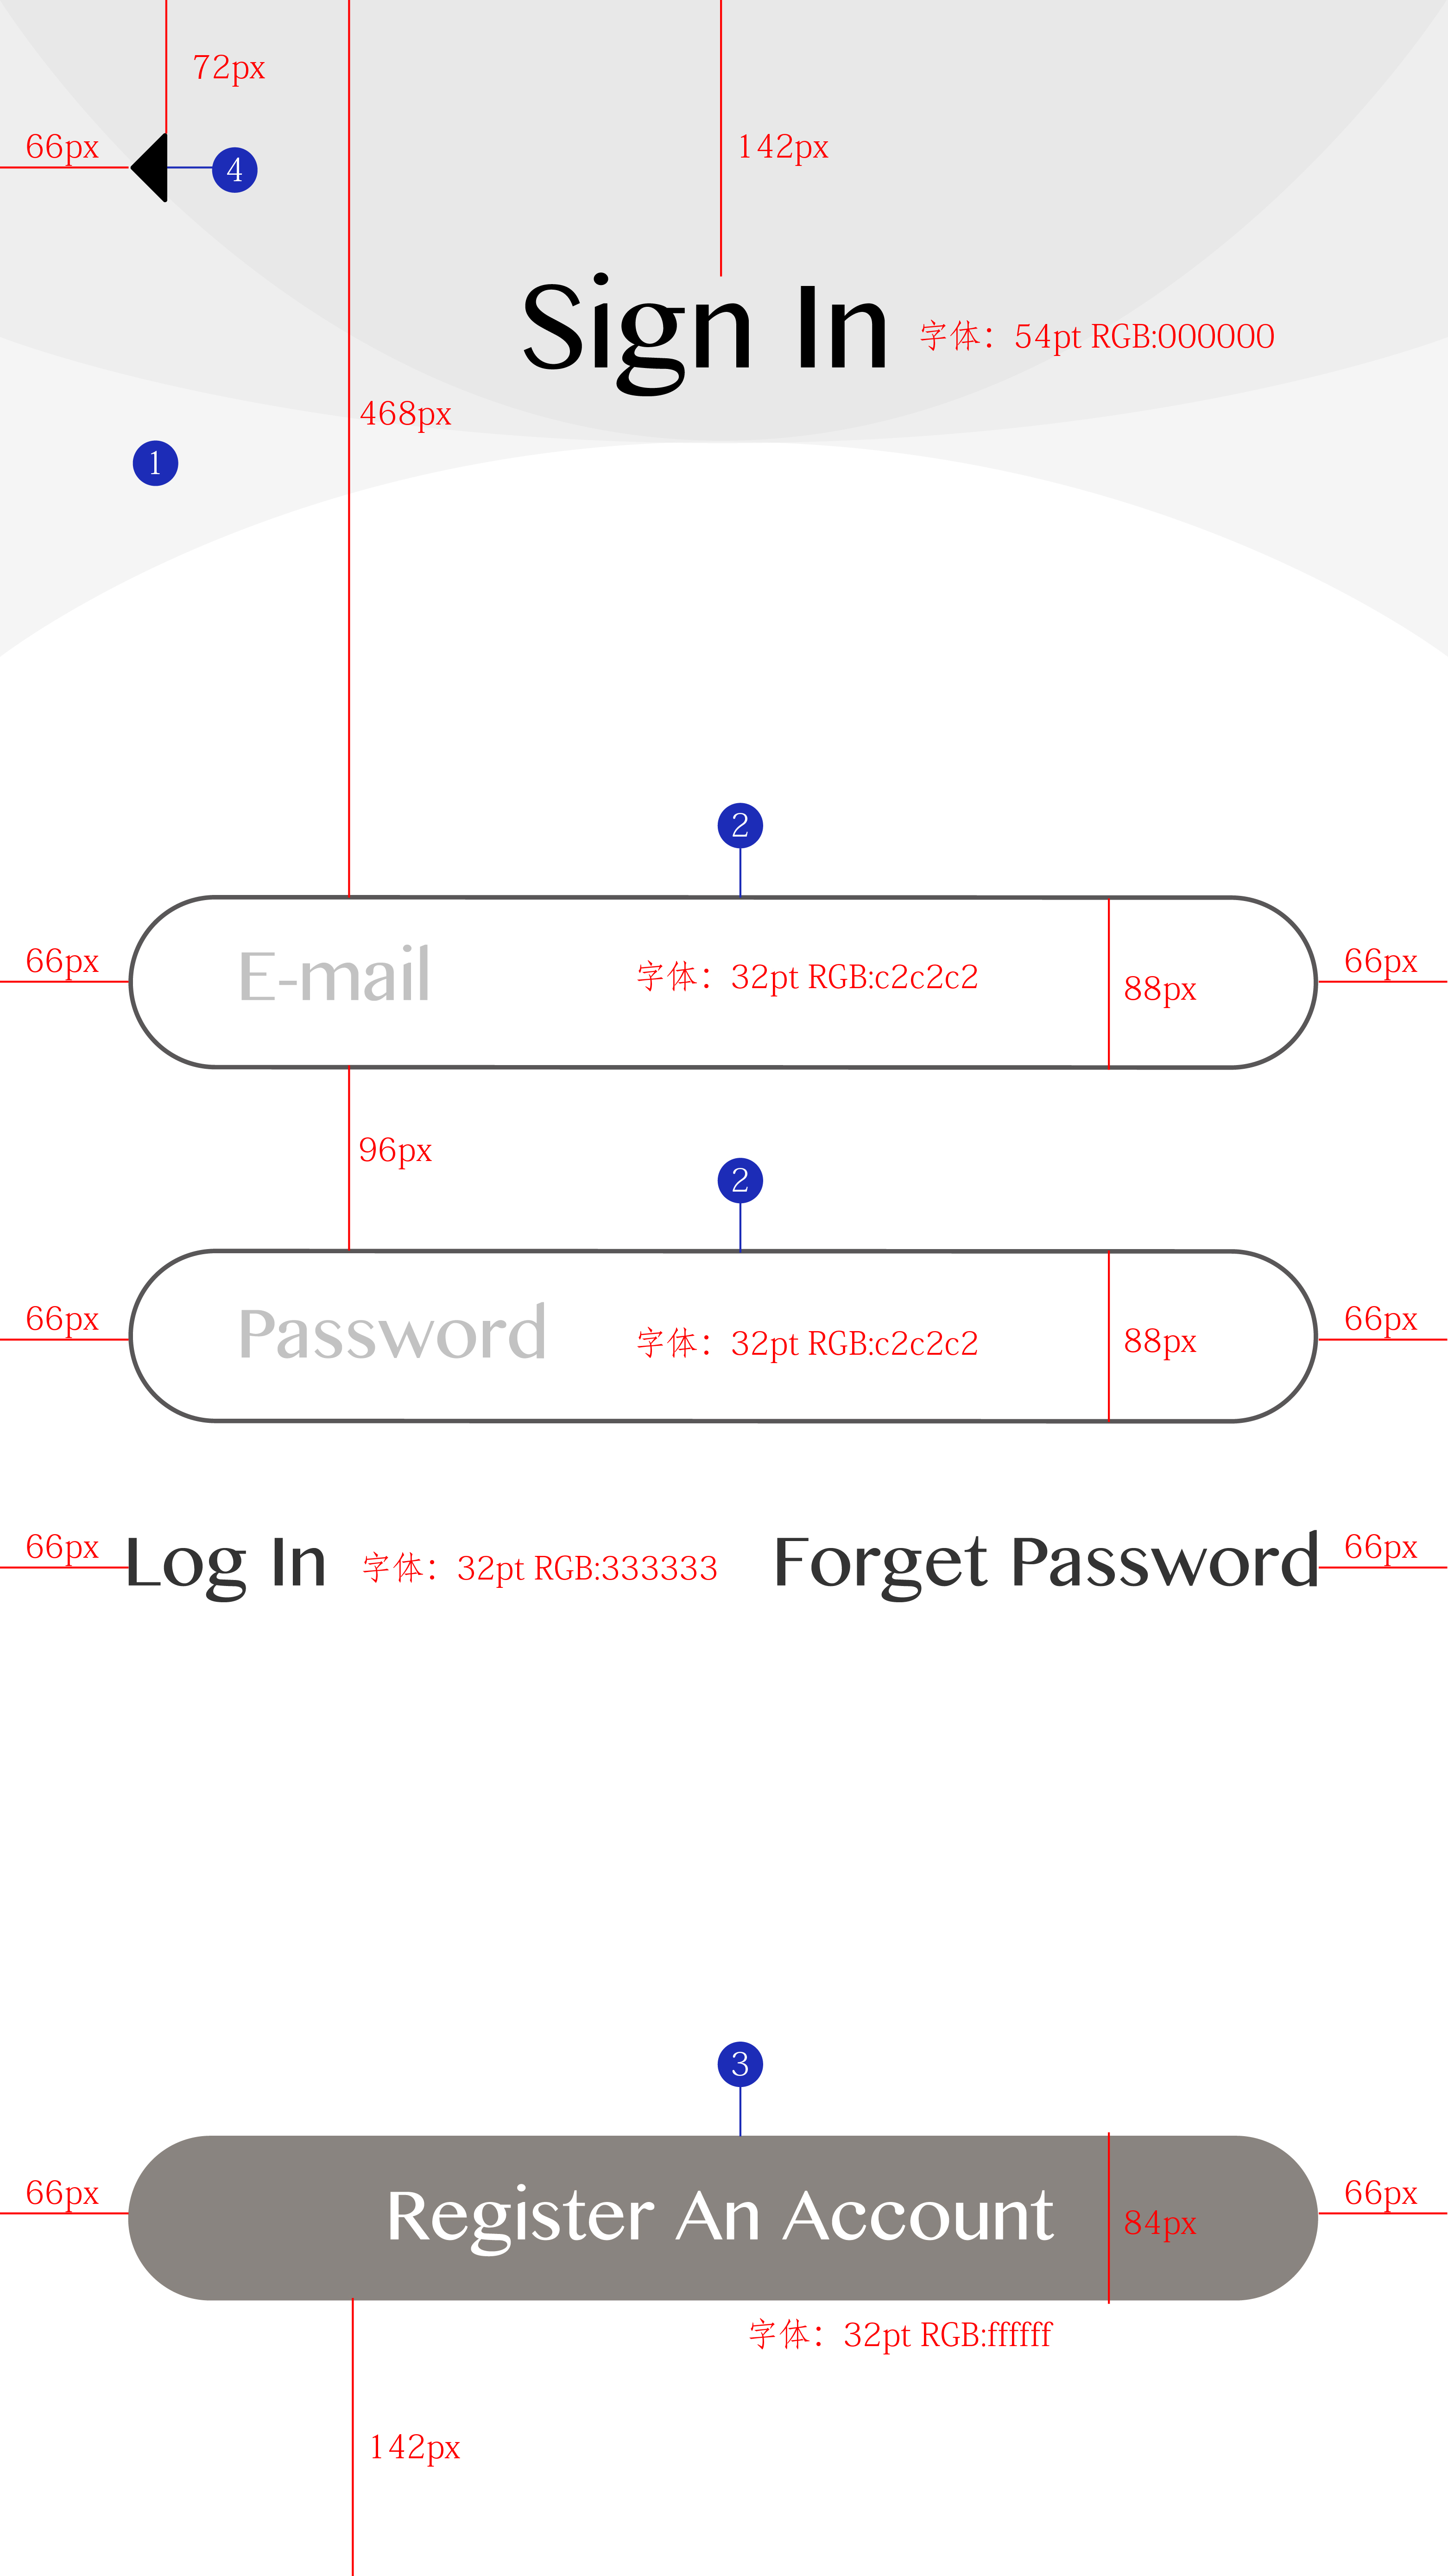 72px
66px
4
142px
Sign In
字体：54pt RGB:000000
468px
1
2
66px
E-mail
字体：32pt RGB:c2c2c2
88px
66px
96px
2
66px
Password
字体：32pt RGB:c2c2c2
88px
66px
66px
Log In
字体：32pt RGB:333333
Forget Password
66px
3
66px
Register An Account
84px
66px
字体：32pt RGB:ffffff
142px